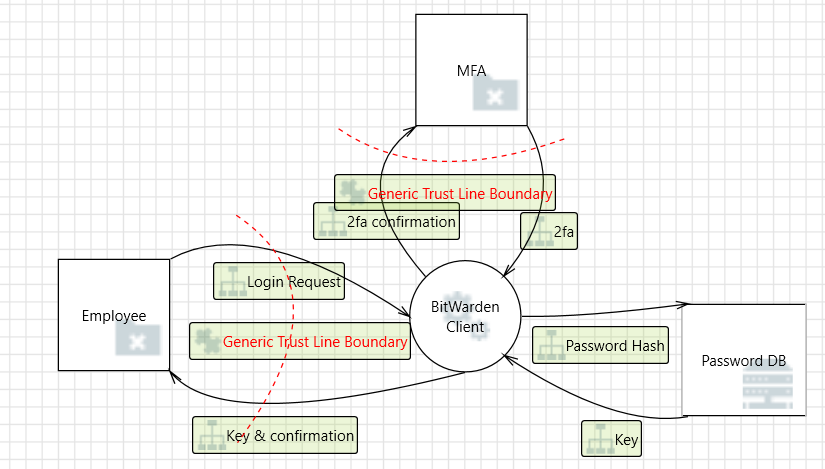 MFA
Generic Trust Line Boundary
2fa confirmation
2fa
Login Request
BitWarden
Client
Employee
Generic Trust Line Boundary
Password Hash
Password DB
Key & confirmation
Key